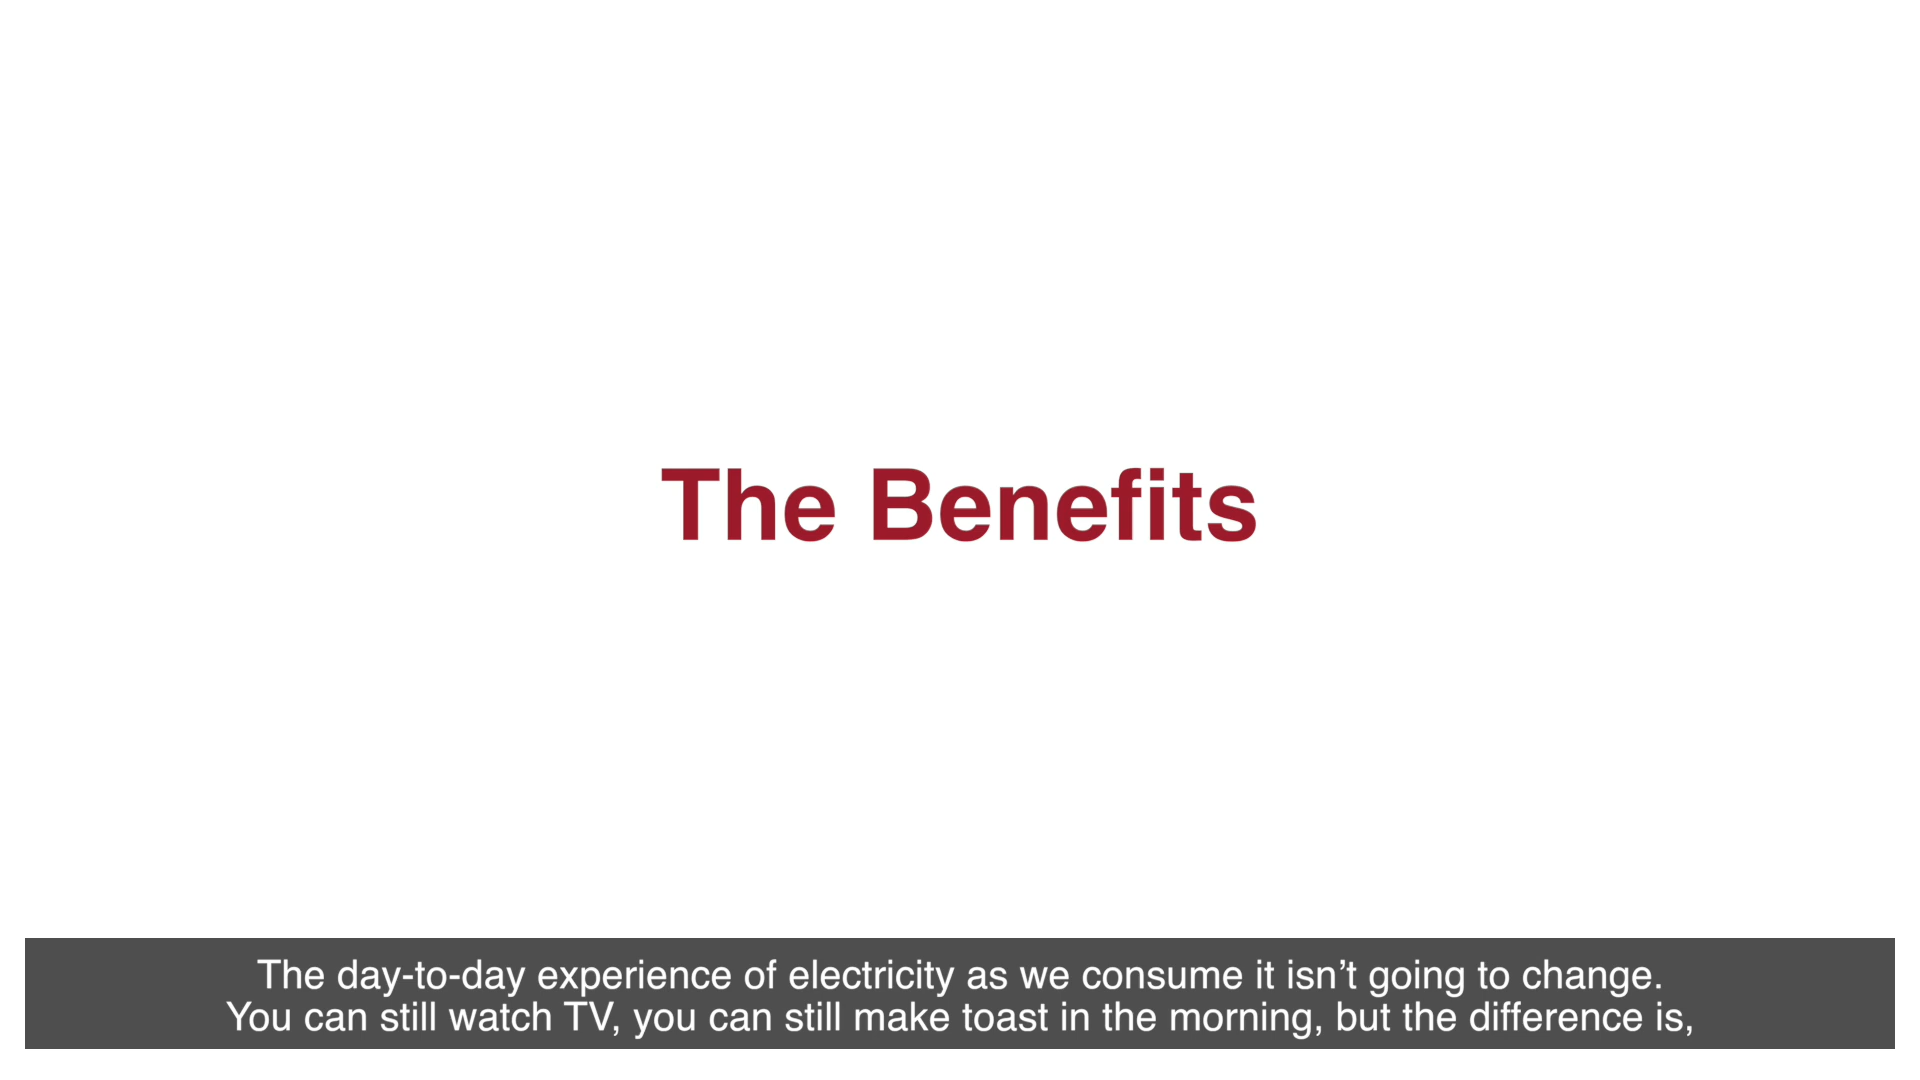 The Benefits
The day-to-day experience of electricity as we consume it isn’t going to change.
You can still watch TV, you can still make toast in the morning, but the difference is,